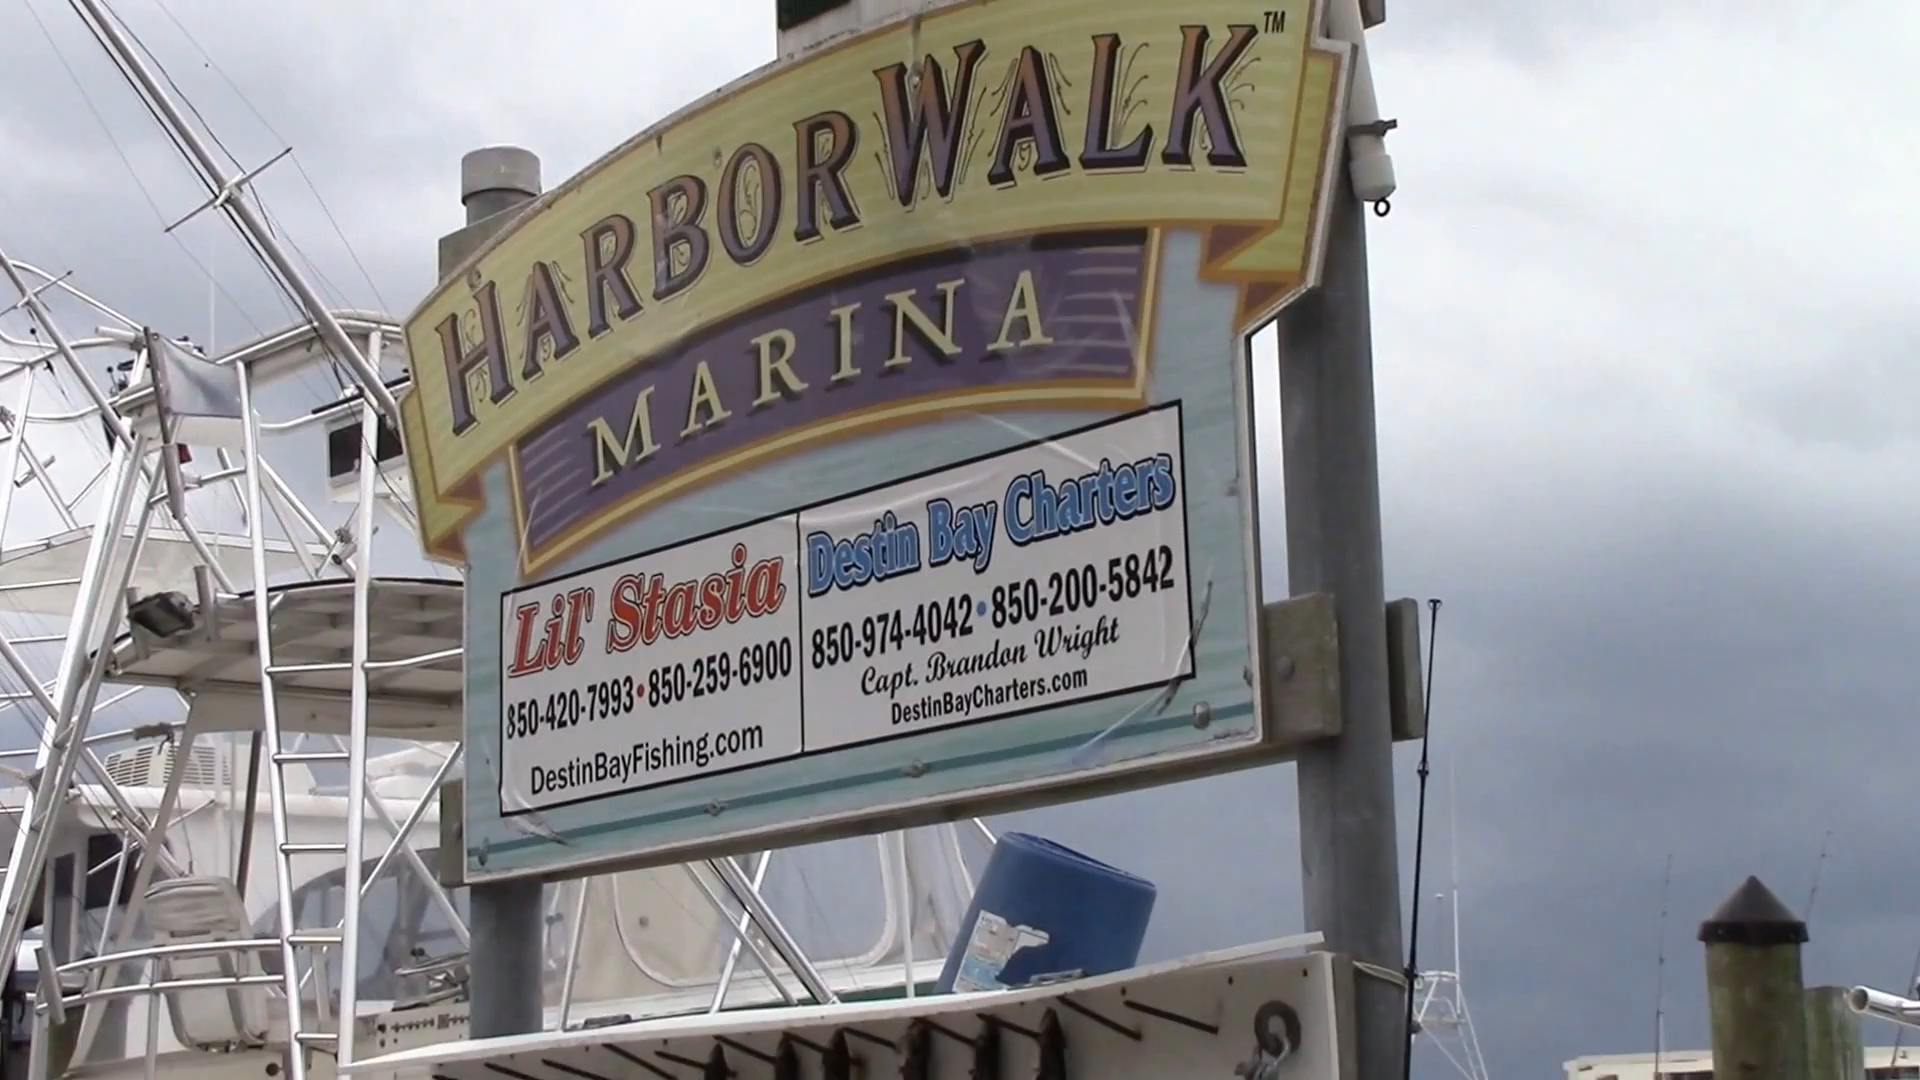 HARBORWALK™
MARINA
Lil' Stasia
850-420-7993•850-259-6900
DestinBayFishing.com
Destin Bay Charters
850-974-4042•850-200-5842
Capt. Brandon Wright
DestinBayCharters.com